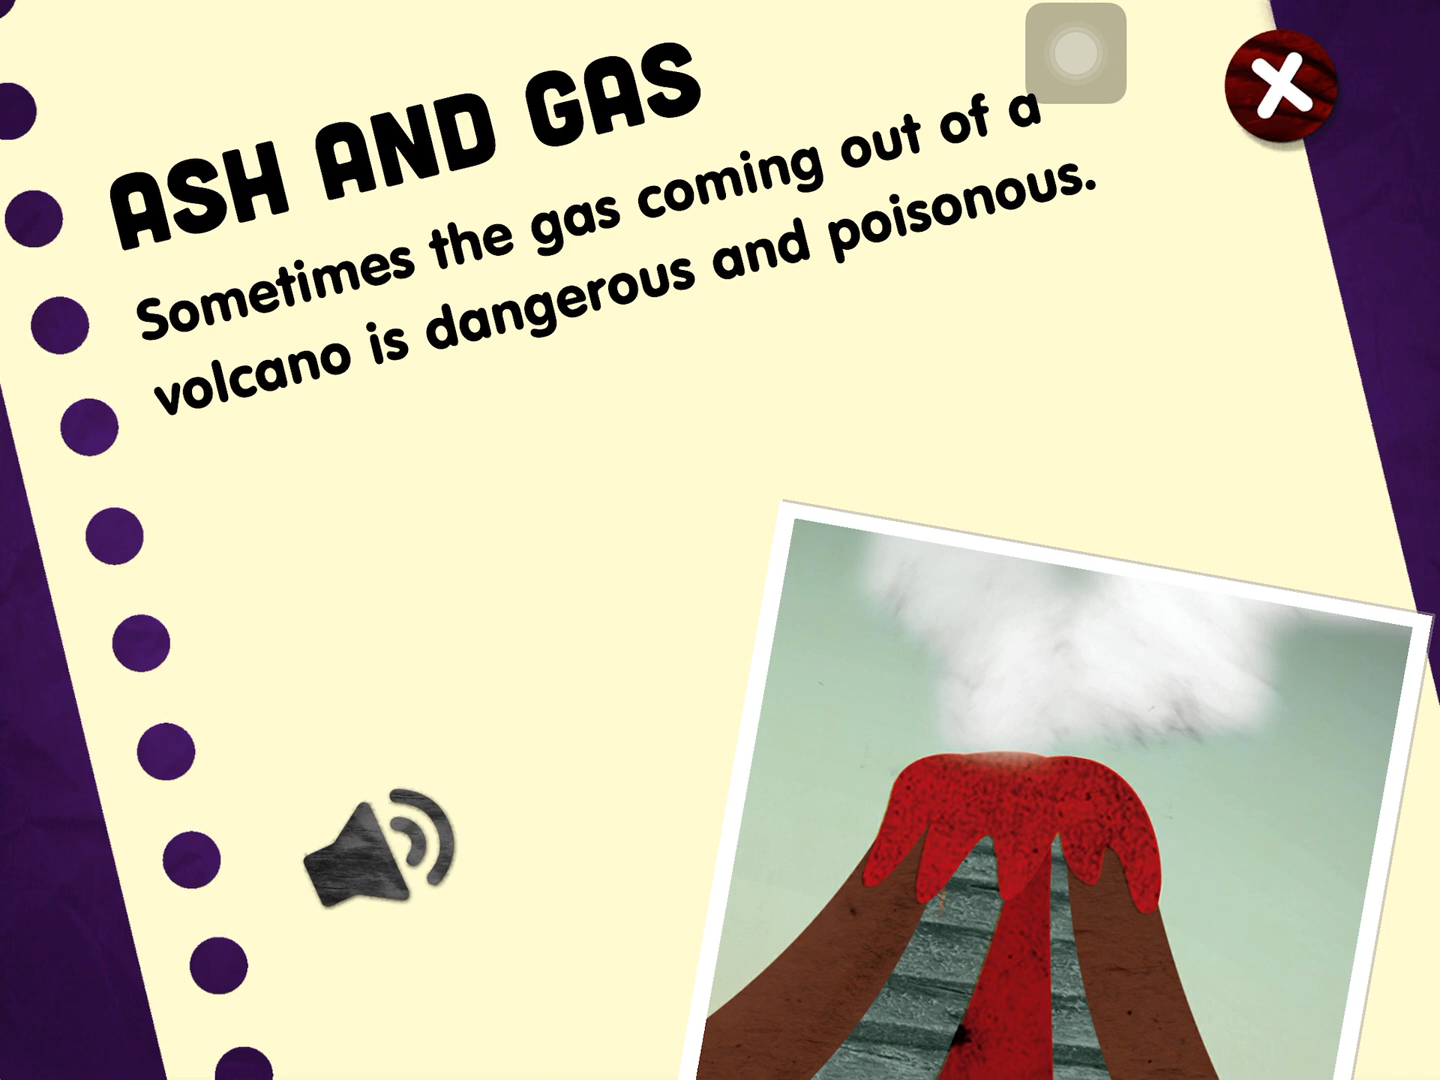 ASH AND GAS
Sometimes the gas coming out of a
volcano is dangerous and poisonous.